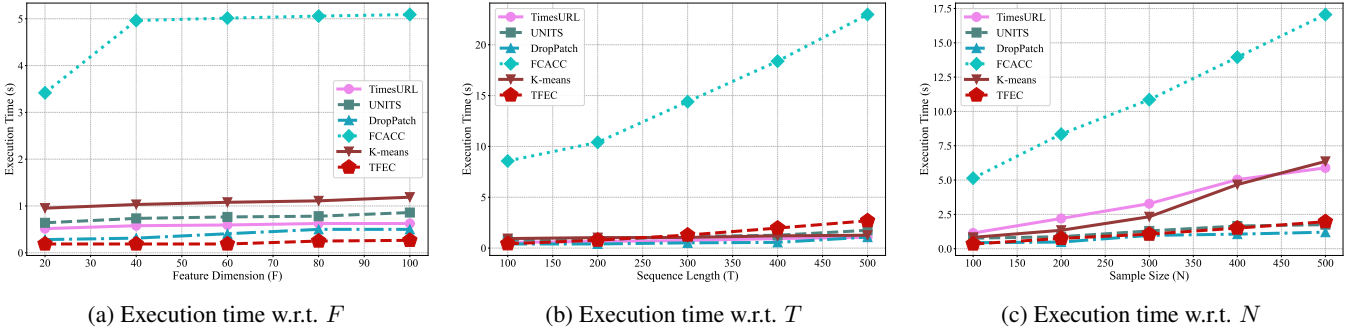 5
4
3
2
1
0
Execution Time (s)
TimesURL
UNITS
DropPatch
FCACC
K-means
TFEC
20 30 40 50 60 70 80 90 100
Feature Dimension (F)
(a) Execution time w.r.t. F
20
15
10
5
0
Execution Time (s)
TimesURL
UNITS
DropPatch
FCACC
K-means
TFEC
100 150 200 250 300 350 400 450 500
Sequence Length (T)
(b) Execution time w.r.t. T
17.5
15.0
12.5
10.0
7.5
5.0
2.5
0.0
Execution Time (s)
TimesURL
UNITS
DropPatch
FCACC
K-means
TFEC
100 150 200 250 300 350 400 450 500
Sample Size (N)
(c) Execution time w.r.t. N